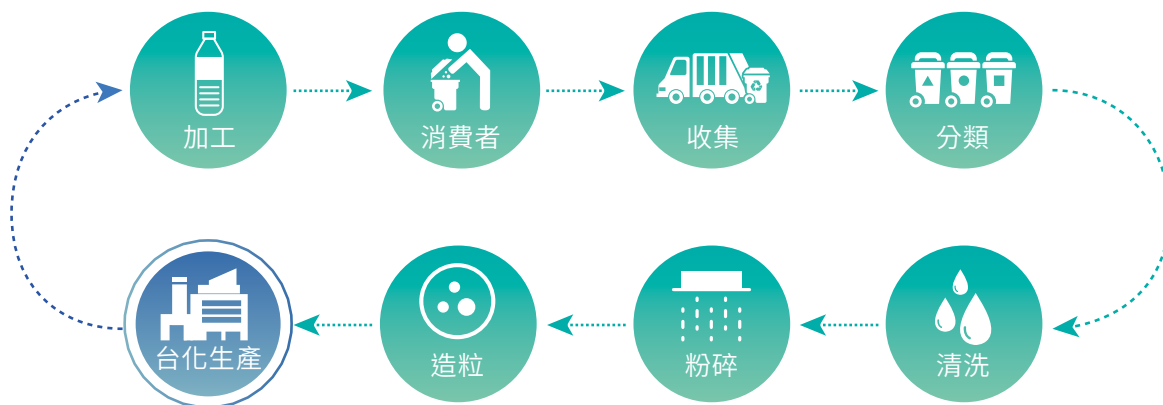 加工
消費者
收集
分類
台化生產
造粒
粉碎
清洗